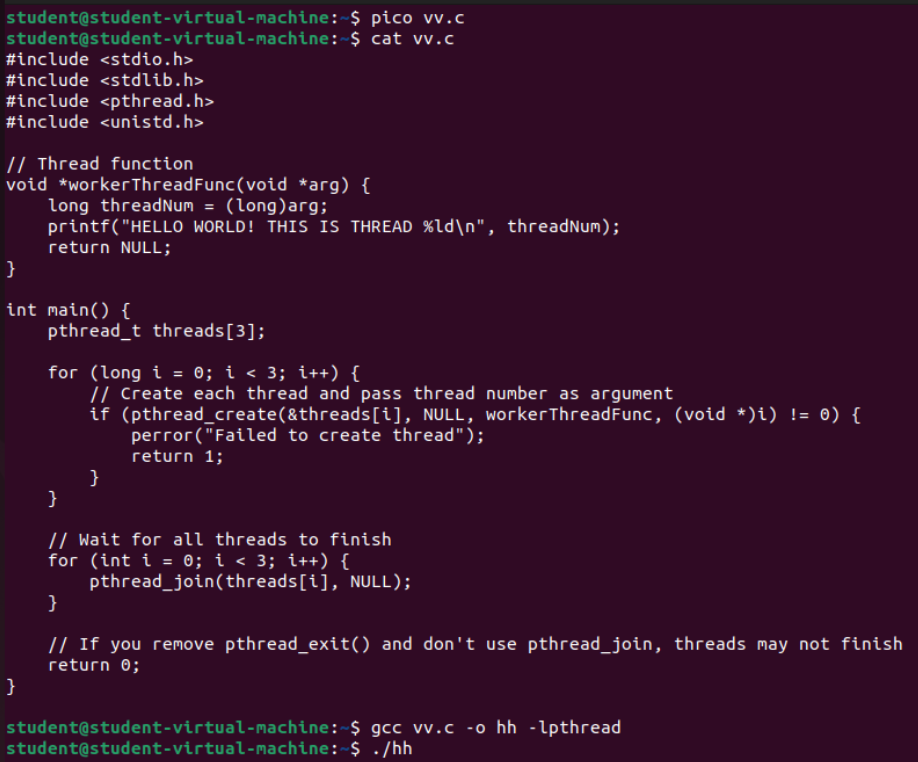 student@student-virtual-machine:~$ pico vv.c
student@student-virtual-machine:~$ cat vv.c
#include <stdio.h>
#include <stdlib.h>
#include <pthread.h>
#include <unistd.h>

// Thread function
void *workerThreadFunc(void *arg) {
    long threadNum = (long)arg;
    printf("HELLO WORLD! THIS IS THREAD %ld\n", threadNum);
    return NULL;
}

int main() {
    pthread_t threads[3];

    for (long i = 0; i < 3; i++) {
        // Create each thread and pass thread number as argument
        if (pthread_create(&threads[i], NULL, workerThreadFunc, (void *)i) != 0) {
            perror("Failed to create thread");
            return 1;
        }
    }

    // Wait for all threads to finish
    for (int i = 0; i < 3; i++) {
        pthread_join(threads[i], NULL);
    }

    // If you remove pthread_exit() and don't use pthread_join, threads may not finish
    return 0;
}

student@student-virtual-machine:~$ gcc vv.c -o hh -lpthread
student@student-virtual-machine:~$ ./hh